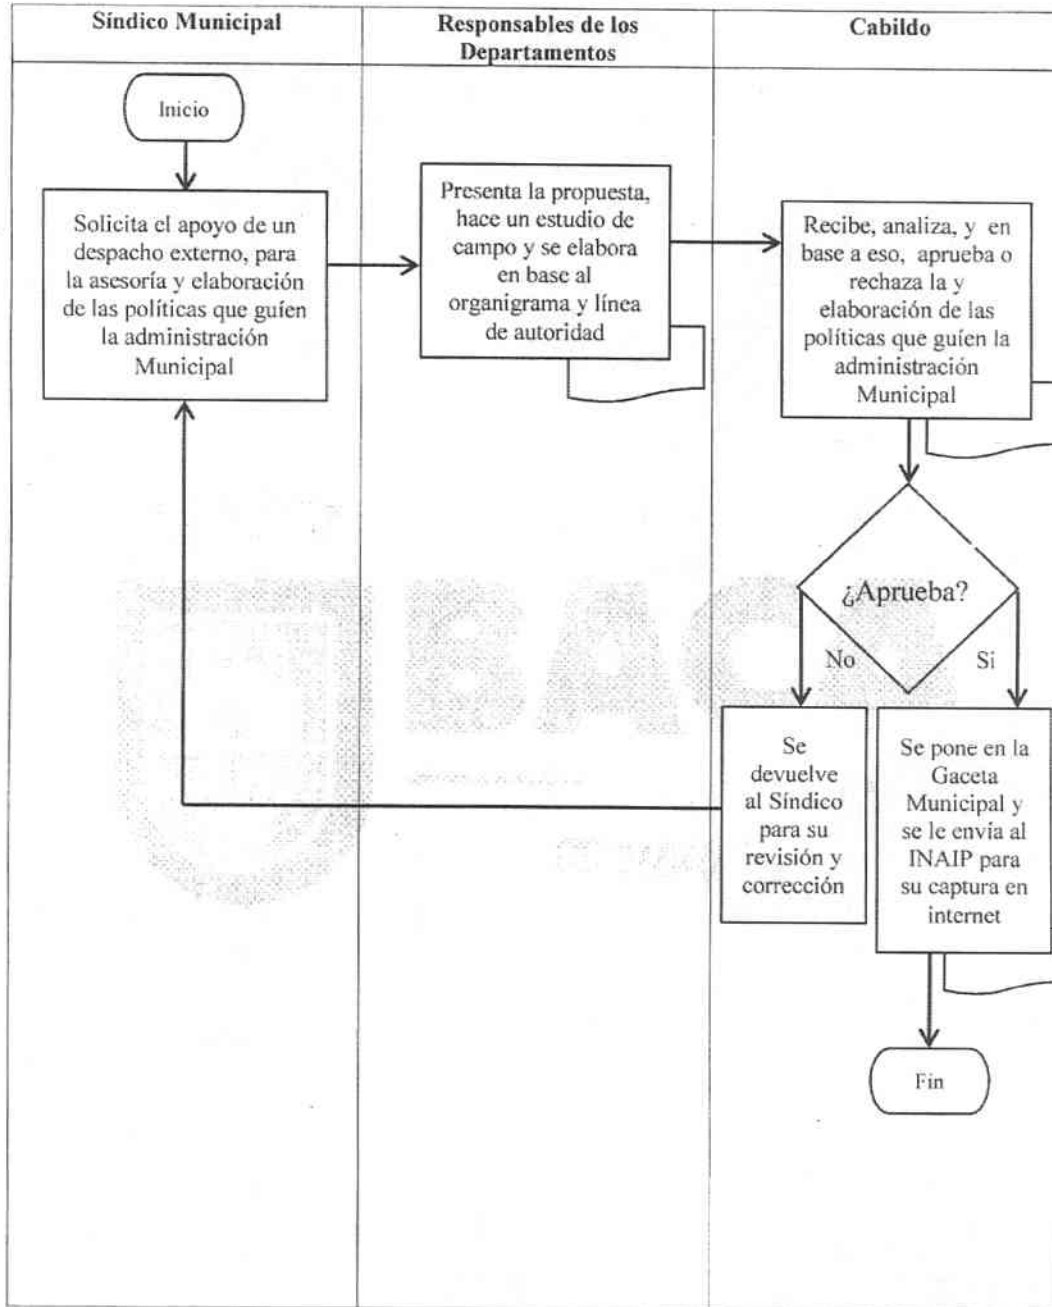 Síndico Municipal
Responsables de los
Departamentos
Cabildo
Inicio
Solicita el apoyo de un
despacho externo, para
la asesoría y elaboración
de las políticas que guíen
la administración
Municipal
Presenta la propuesta,
hace un estudio de
campo y se elabora
en base al
organigrama y línea
de autoridad
Recibe, analiza, y en
base a eso, aprueba o
rechaza la y
elaboración de las
políticas que guíen la
administración
Municipal
¿Aprueba?
No
Si
Se
devuelve
al Síndico
para su
revisión y
corrección
Se pone en la
Gaceta
Municipal y
se le envía al
INAIP para
su captura en
internet
Fin